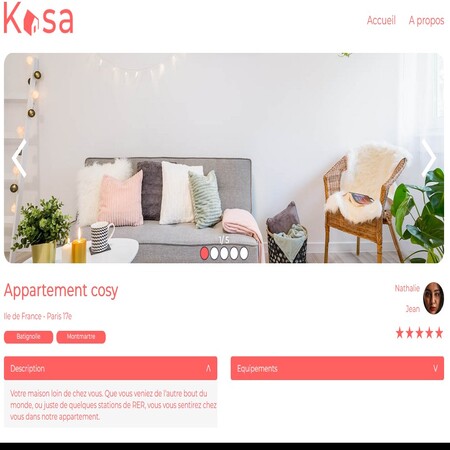 Kasa
Accueil A propos
1/5
Appartement cosy
Nathalie
Jean
Ile de France - Paris 17e
Batignolle Montmartre
Description
Equipements
Votre maison loin de chez vous. Que vous veniez de l'autre bout du
monde, ou juste de quelques stations de RER, vous vous sentirez chez
vous dans notre appartement.